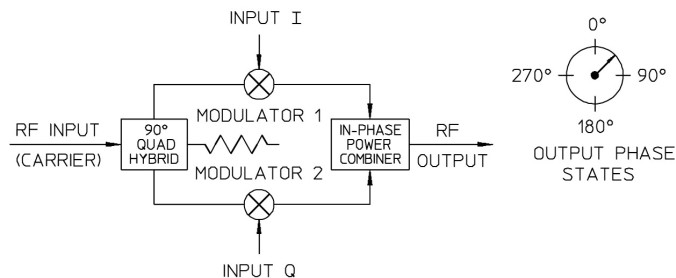 INPUT I
0°
270°
90°
180°
MODULATOR 1
RF INPUT
(CARRIER)
90°
QUAD
HYBRID
IN-PHASE
POWER
COMBINER
RF
OUTPUT
MODULATOR 2
OUTPUT PHASE
STATES
INPUT Q